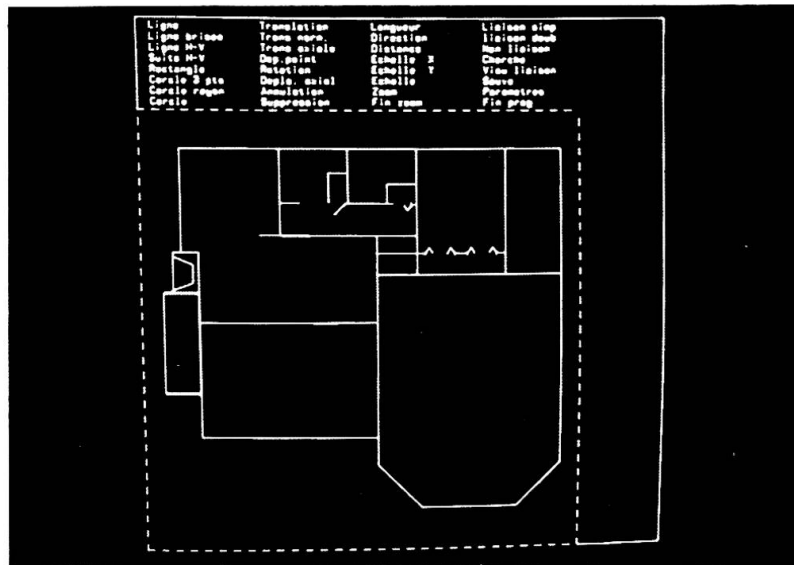 Ligne Translation Longueur Liaison simp
Ligne brisee Trans norm. Direction liaison doub
Ligne H-V Trans axiale Distance Non liaison
Suite H-V Dep.point Echelle X Cherche
Rectangle Rotation Echelle Y View liaison
Cercle 3 pts Depla. axial Echelle Sauve
Cercle rayon Annulation Zoom Parametres
Cercle Suppression Fin zoom Fin prog